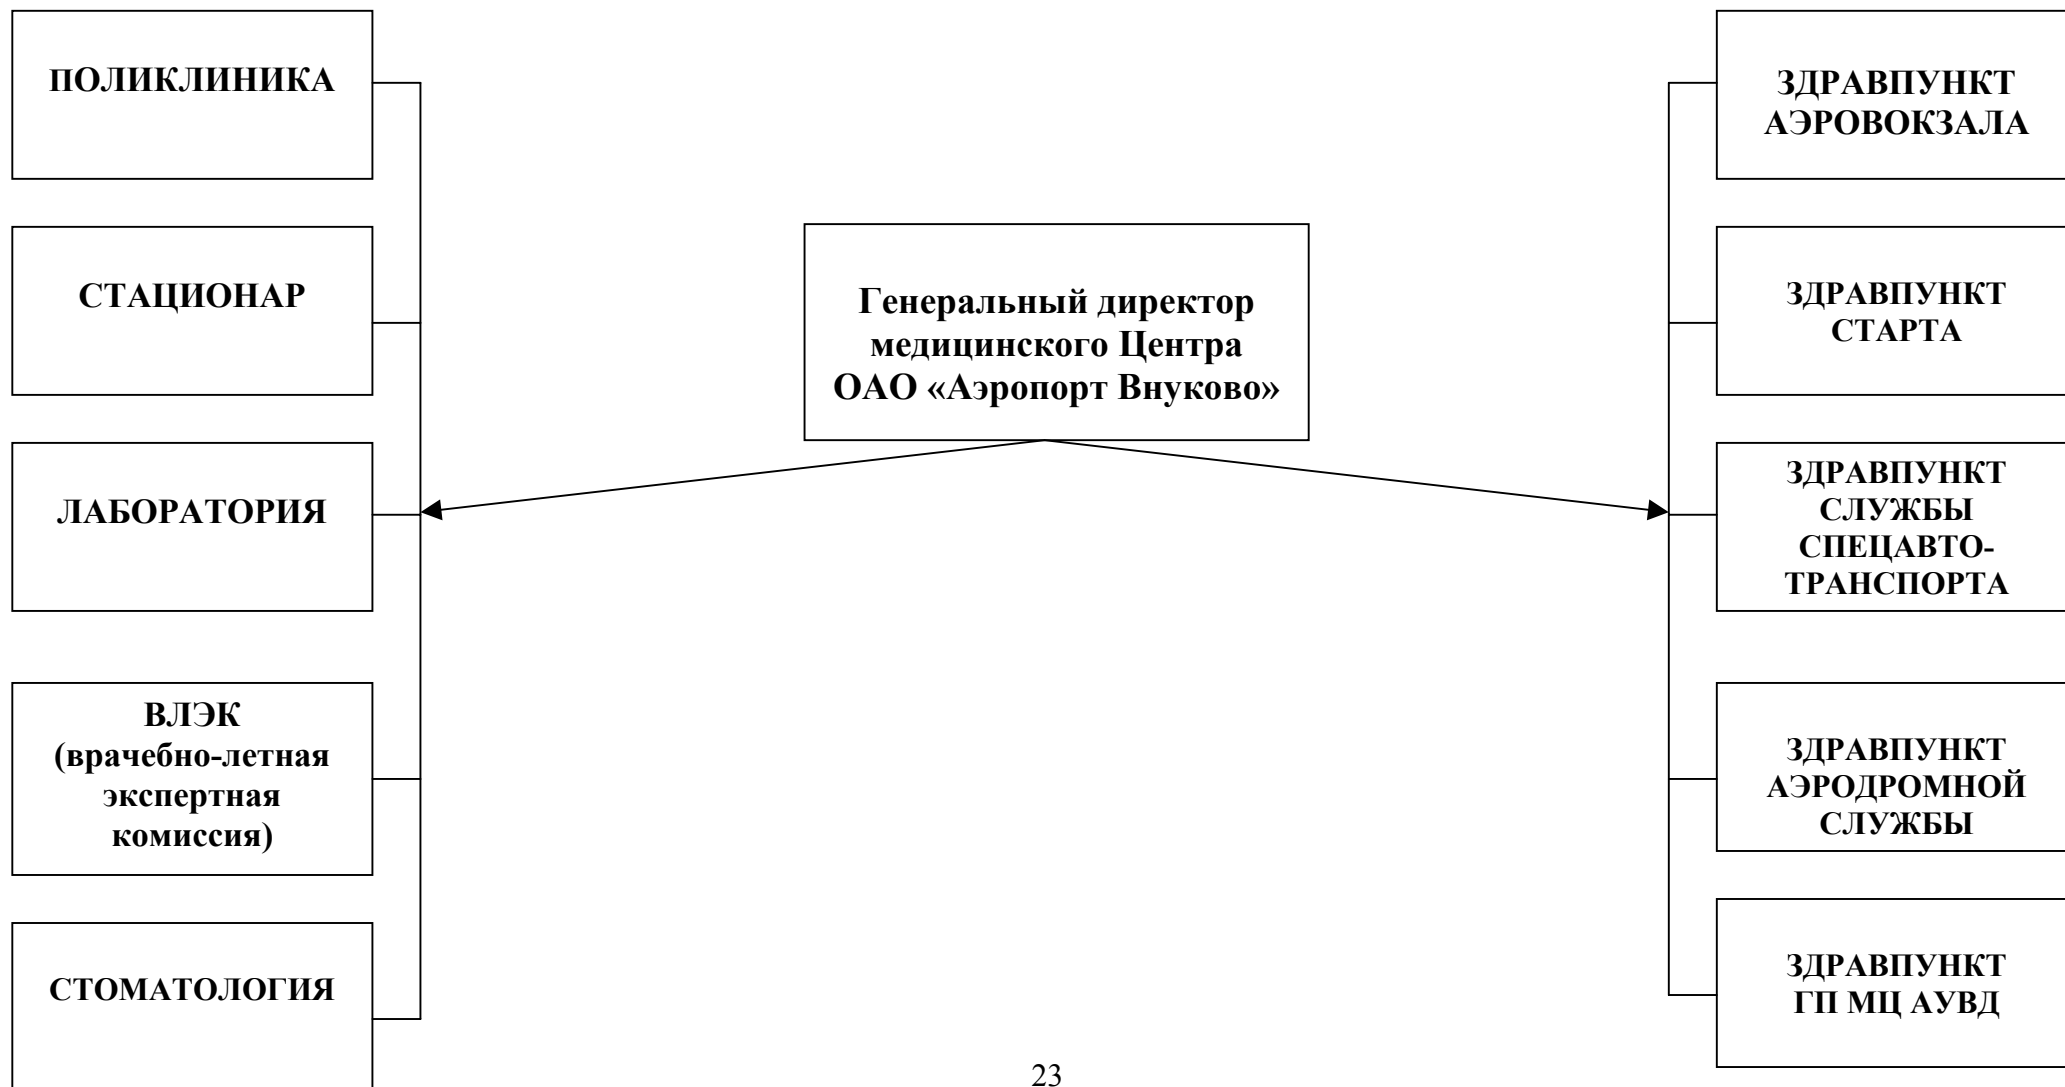 ПОЛИКЛИНИКА
СТАЦИОНАР
ЛАБОРАТОРИЯ
ВЛЭК
(врачебно-летная
экспертная
комиссия)
СТОМАТОЛОГИЯ
Генеральный директор
медицинского Центра
ОАО «Аэропорт Внуково»
ЗДРАВПУНКТ
АЭРОВОКЗАЛА
ЗДРАВПУНКТ
СТАРТА
ЗДРАВПУНКТ
СЛУЖБЫ
СПЕЦАВТО-
ТРАНСПОРТА
ЗДРАВПУНКТ
АЭРОДРОМНОЙ
СЛУЖБЫ
ЗДРАВПУНКТ
ГП МЦ АУВД
23